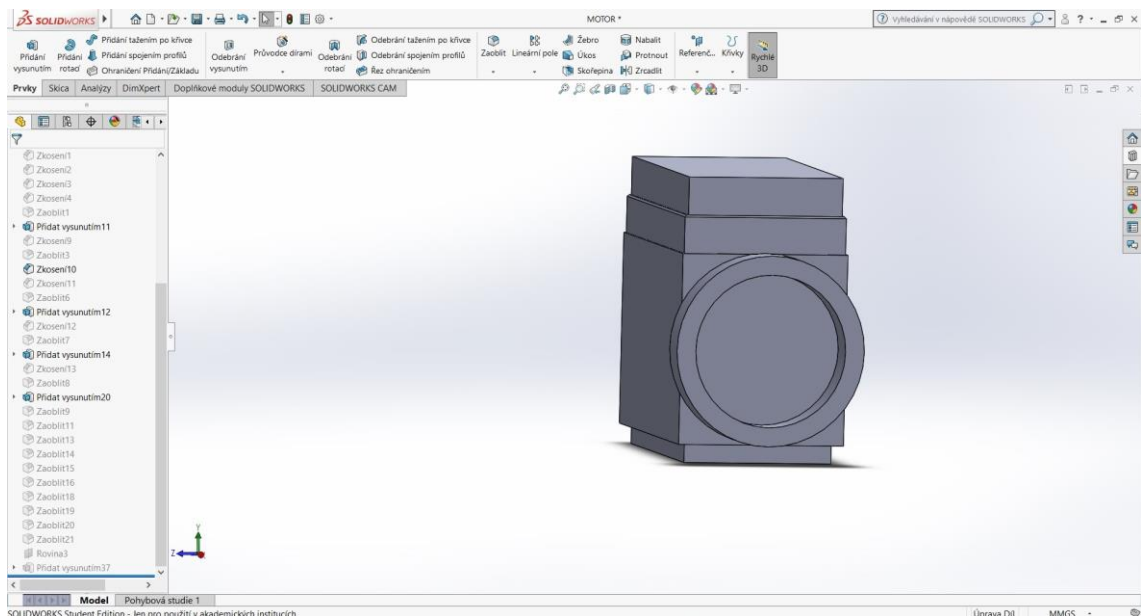 SOLIDWORKS
MOTOR *
Vyhledávání v nápovědě SOLIDWORKS
Přidání vysunutím
Přidání rotací
Přidání tažením po křivce
Přidání spojením profilů
Ohraničení Přidání/Základu
Odebrání vysunutím
Průvodce dírami
Odebrání rotací
Odebrání tažením po křivce
Odebrání spojením profilů
Řez ohraničením
Zaoblit
Lineární pole
Žebro
Úkos
Skořepina
Nabalit
Protnout
Zrcadlit
Referenč...
Křivky
Rychlé 3D
Prvky Skica Analýzy DimXpert Doplňkové moduly SOLIDWORKS SOLIDWORKS CAM
Zkosení1
Zkosení2
Zkosení3
Zkosení4
Zaoblit1
Přidat vysunutím11
Zkosení9
Zaoblit3
Zkosení10
Zkosení11
Zaoblit6
Přidat vysunutím12
Zkosení12
Zaoblit7
Přidat vysunutím14
Zkosení13
Zaoblit8
Přidat vysunutím20
Zaoblit9
Zaoblit11
Zaoblit13
Zaoblit14
Zaoblit15
Zaoblit16
Zaoblit18
Zaoblit19
Zaoblit20
Zaoblit21
Rovina3
Přidat vysunutím37
Y
Z
Model Pohybová studie 1
SOLIDWORKS Student Edition - Jen pro použití v akademických institucích.
Úprava Díl MMGS